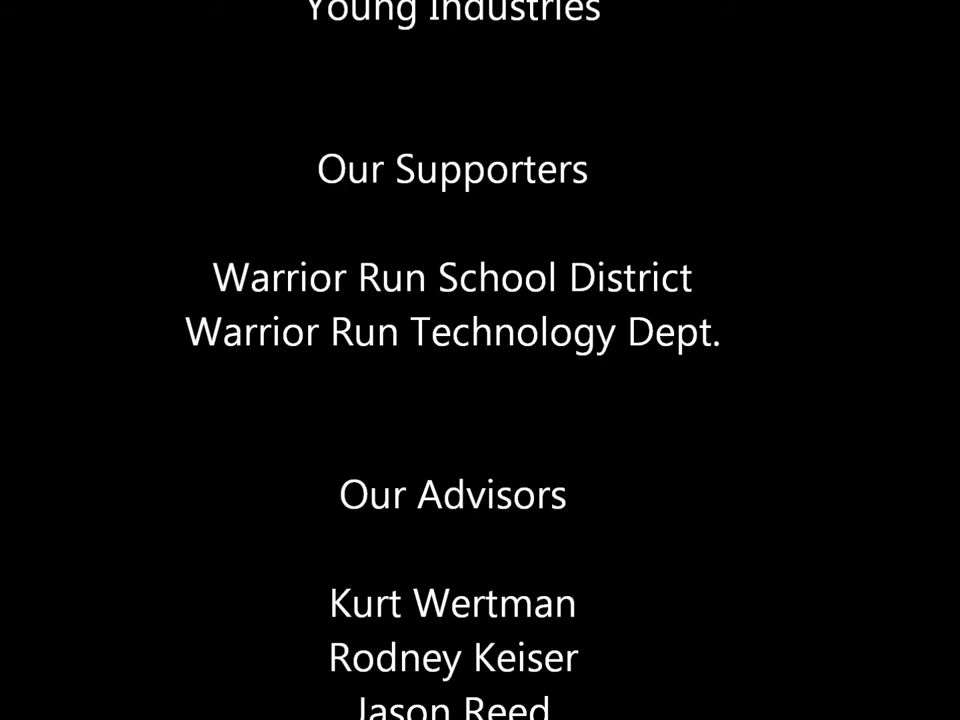 Young Industries
Our Supporters
Warrior Run School District
Warrior Run Technology Dept.
Our Advisors
Kurt Wertman
Rodney Keiser
Jason Reed